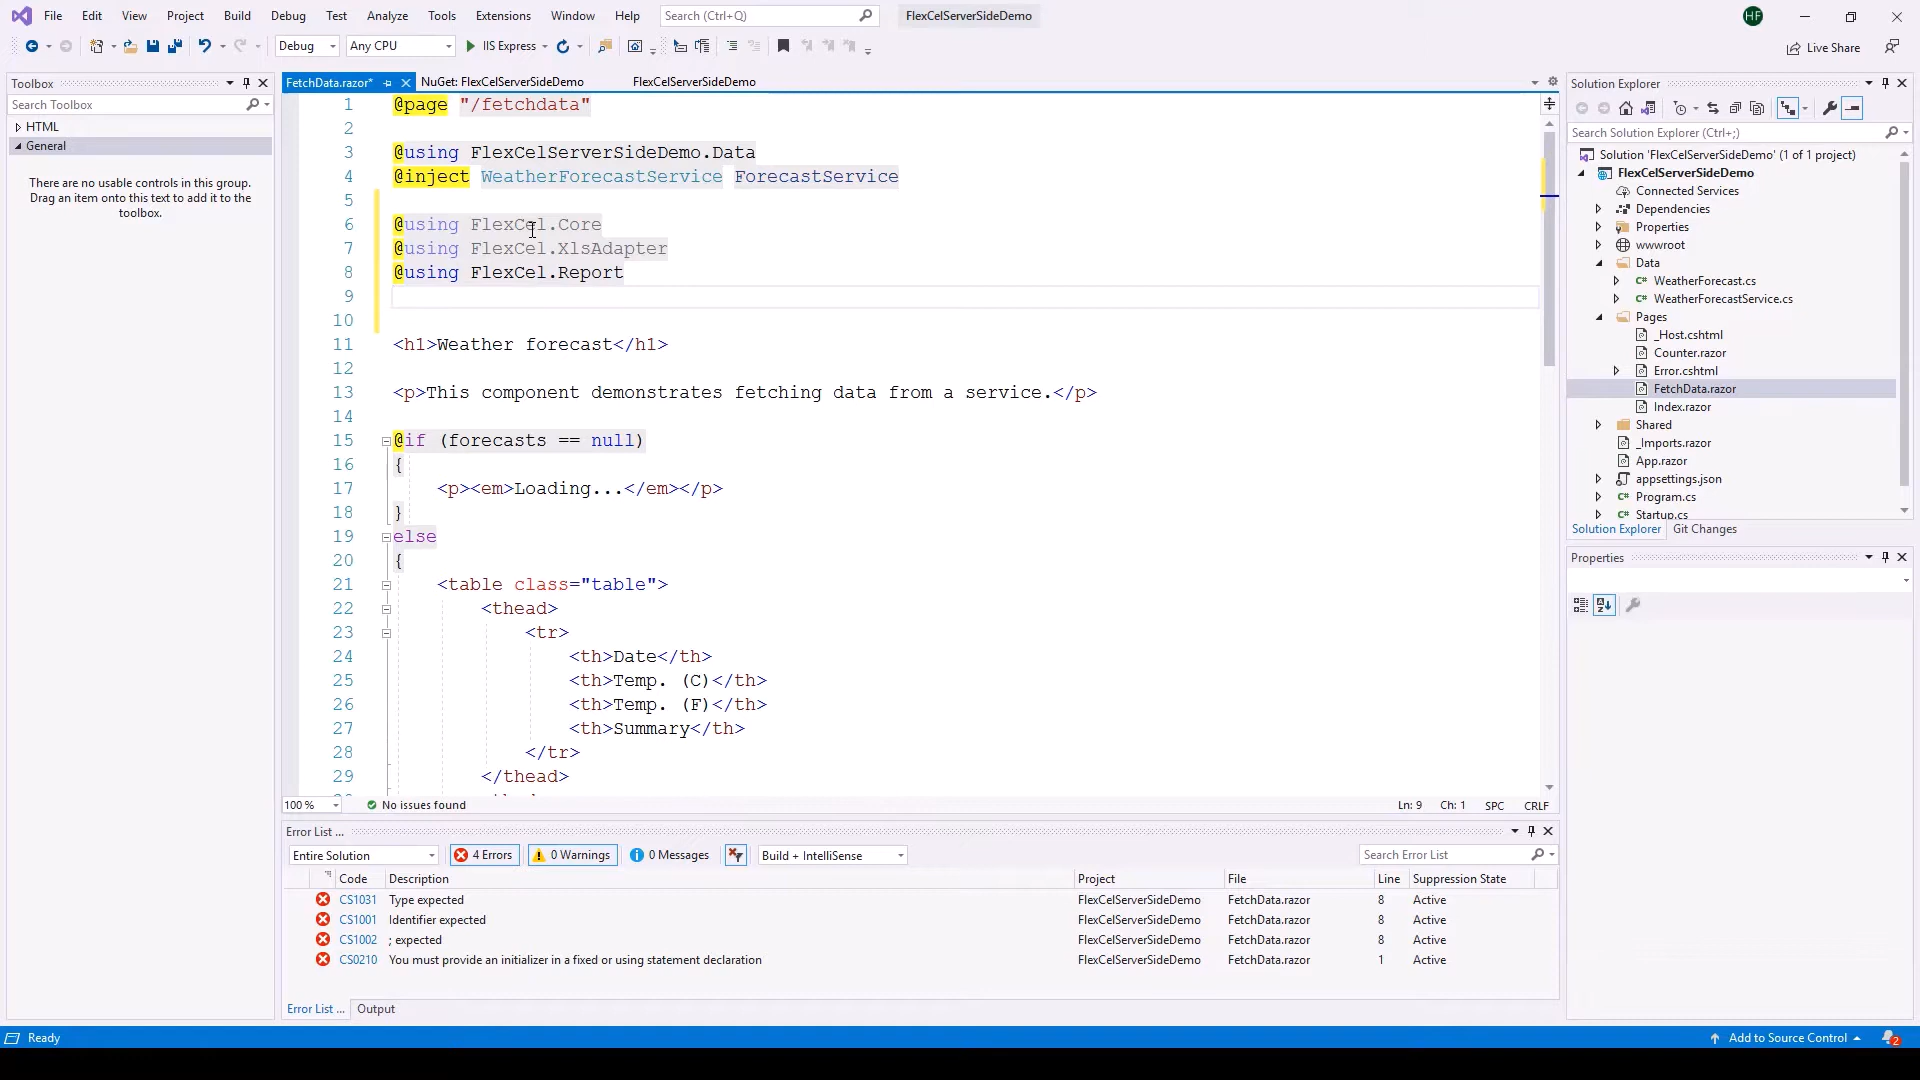 File Edit View Project Build Debug Test Analyze Tools Extensions Window Help Search (Ctrl+Q) FlexCelServerSideDemo HF
Debug Any CPU IIS Express Live Share
Toolbox
Search Toolbox
HTML
General
There are no usable controls in this group.
Drag an item onto this text to add it to the
toolbox.
FetchData.razor* NuGet: FlexCelServerSideDemo FlexCelServerSideDemo
1 @page "/fetchdata"
2
3 @using FlexCelServerSideDemo.Data
4 @inject WeatherForecastService ForecastService
5
6 @using FlexCel.Core
7 @using FlexCel.XlsAdapter
8 @using FlexCel.Report
9
10
11 <h1>Weather forecast</h1>
12
13 <p>This component demonstrates fetching data from a service.</p>
14
15 @if (forecasts == null)
16 {
17 <p><em>Loading...</em></p>
18 }
19 else
20 {
21 <table class="table">
22 <thead>
23 <tr>
24 <th>Date</th>
25 <th>Temp. (C)</th>
26 <th>Temp. (F)</th>
27 <th>Summary</th>
28 </tr>
29 </thead>
100 % No issues found Ln: 9 Ch: 1 SPC CRLF
Error List ...
Entire Solution 4 Errors 0 Warnings 0 Messages Build + IntelliSense Search Error List
Code Description Project File Line Suppression State
CS1031 Type expected FlexCelServerSideDemo FetchData.razor 8 Active
CS1001 Identifier expected FlexCelServerSideDemo FetchData.razor 8 Active
CS1002 ; expected FlexCelServerSideDemo FetchData.razor 8 Active
CS0210 You must provide an initializer in a fixed or using statement declaration FlexCelServerSideDemo FetchData.razor 1 Active
Error List ... Output
Solution Explorer
Search Solution Explorer (Ctrl+;)
Solution 'FlexCelServerSideDemo' (1 of 1 project)
FlexCelServerSideDemo
Connected Services
Dependencies
Properties
wwwroot
Data
C# WeatherForecast.cs
C# WeatherForecastService.cs
Pages
_Host.cshtml
Counter.razor
Error.cshtml
FetchData.razor
Index.razor
Shared
_Imports.razor
App.razor
appsettings.json
C# Program.cs
C# Startup.cs
Solution Explorer Git Changes
Properties
Ready Add to Source Control 2